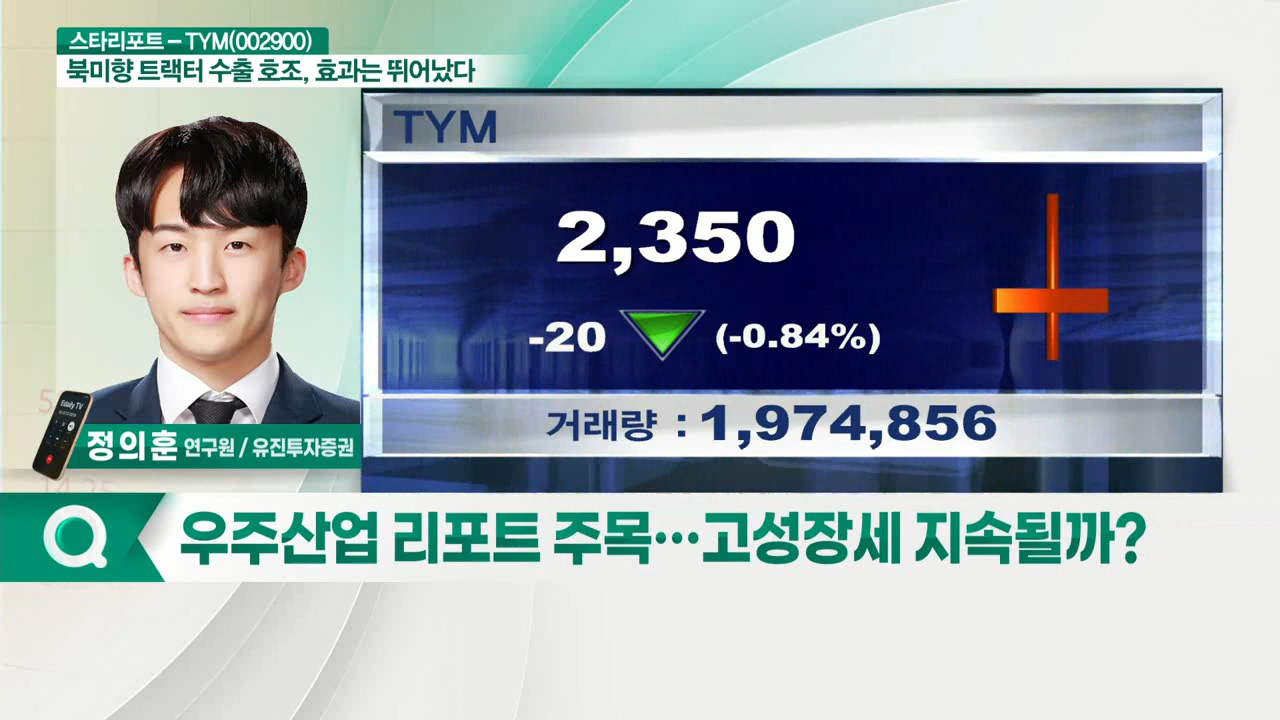 스타리포트 – TYM(002900)
북미향 트랙터 수출 호조, 효과는 뛰어났다
TYM
2,350
-20 (-0.84%)
거래량 : 1,974,856
Edaily TV
정의훈 연구원 / 유진투자증권
우주산업 리포트 주목…고성장세 지속될까?